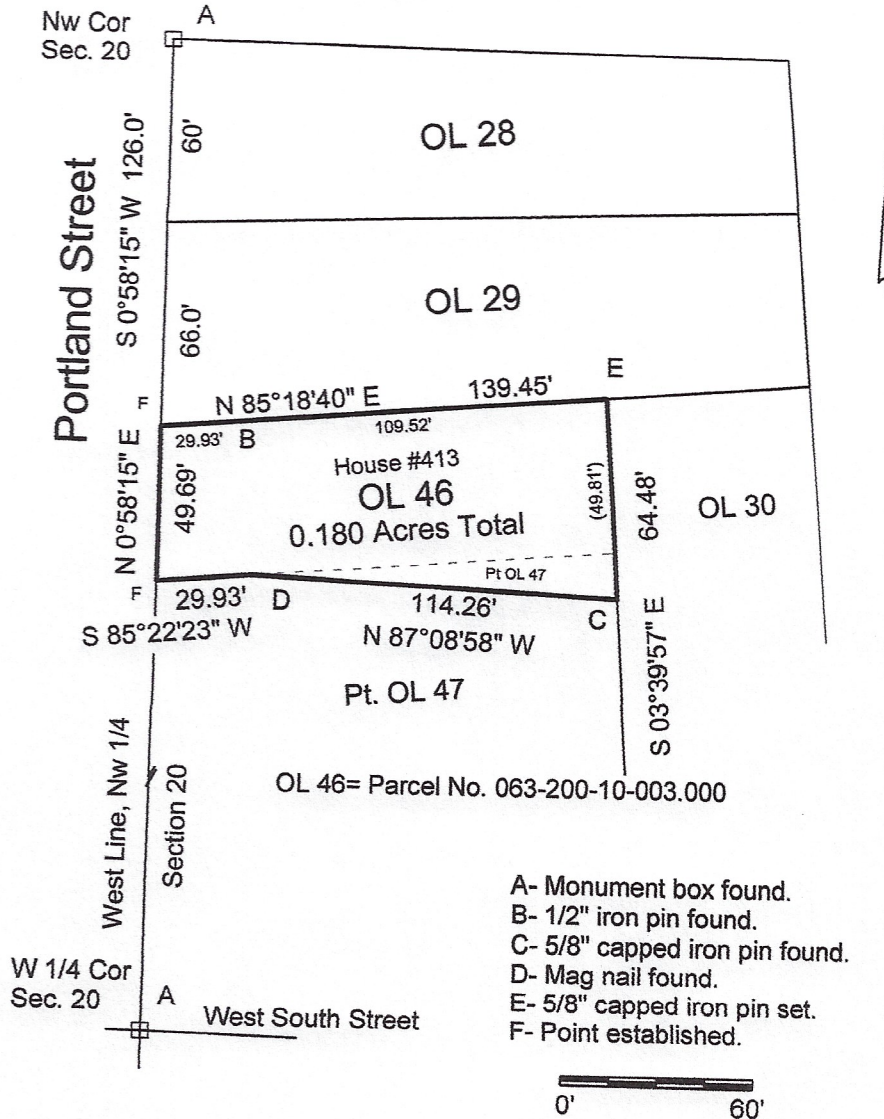 A
Nw Cor
Sec. 20
60'
OL 28
Portland Street
S 0°58'15" W 126.0'
66.0'
OL 29
E
F
N 85°18'40" E 139.45'
29.93' B 109.52'
House #413
OL 46
0.180 Acres Total
N 0°58'15" E
49.69'
(49.81')
64.48'
OL 30
Pt OL 47
F
29.93' D 114.26' C
S 85°22'23" W
N 87°08'58" W
S 03°39'57" E
Pt. OL 47
West Line, Nw 1/4
Section 20
OL 46= Parcel No. 063-200-10-003.000
A- Monument box found.
B- 1/2" iron pin found.
C- 5/8" capped iron pin found.
D- Mag nail found.
E- 5/8" capped iron pin set.
F- Point established.
W 1/4 Cor
Sec. 20
A
West South Street
0' 60'